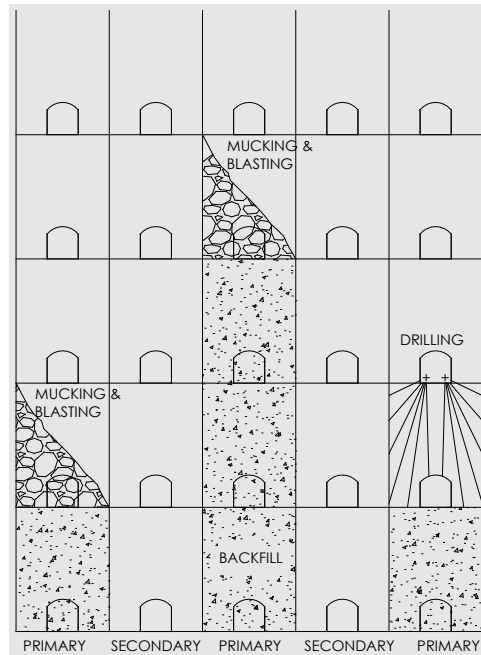 MUCKING &
BLASTING
DRILLING
MUCKING &
BLASTING
BACKFILL
PRIMARY SECONDARY PRIMARY SECONDARY PRIMARY